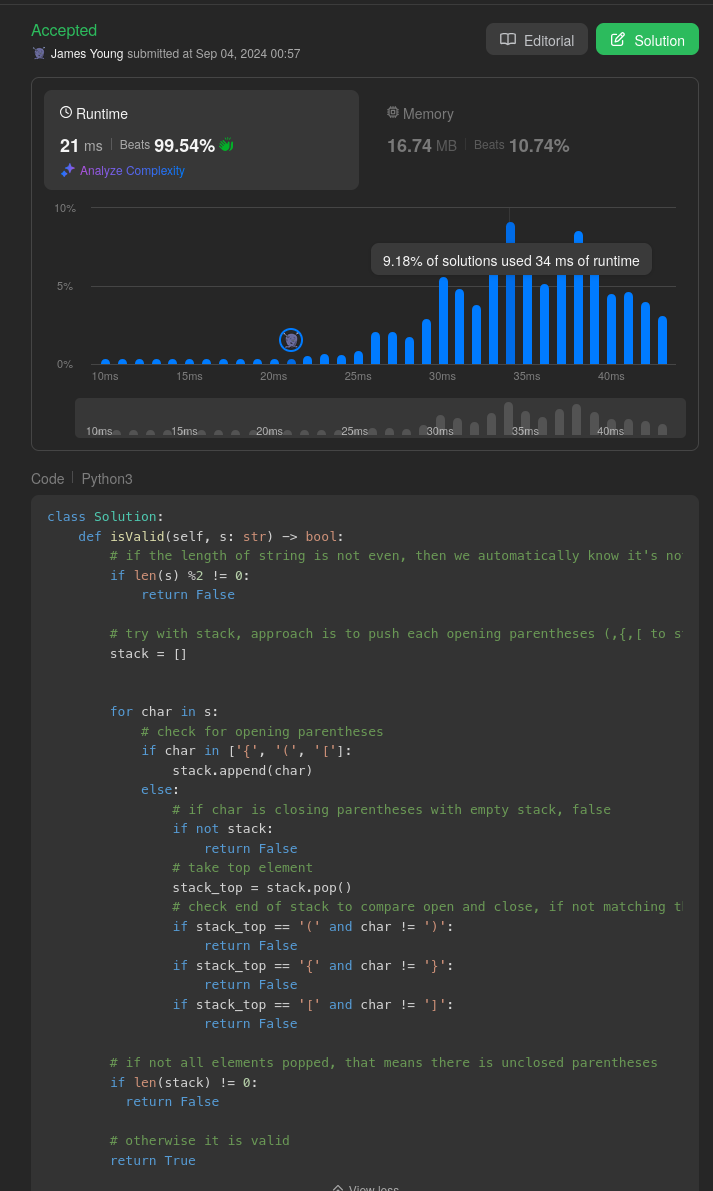 Accepted
James Young submitted at Sep 04, 2024 00:57
Editorial
Solution
Runtime
21 ms
Beats 99.54%
Analyze Complexity
Memory
16.74 MB
Beats 10.74%
10%
9.18% of solutions used 34 ms of runtime
5%
0%
10ms 15ms 20ms 25ms 30ms 35ms 40ms
10ms 15ms 20ms 25ms 30ms 35ms 40ms
Code
Python3
class Solution:
    def isValid(self, s: str) -> bool:
        # if the length of string is not even, then we automatically know it's no
        if len(s) %2 != 0:
            return False
        # try with stack, approach is to push each opening parentheses (,{,[ to s
        stack = []
        for char in s:
            # check for opening parentheses
            if char in ['{', '(', '[']:
                stack.append(char)
            else:
                # if char is closing parentheses with empty stack, false
                if not stack:
                    return False
                # take top element
                stack_top = stack.pop()
                # check end of stack to compare open and close, if not matching t
                if stack_top == '(' and char != ')':
                    return False
                if stack_top == '{' and char != '}':
                    return False
                if stack_top == '[' and char != ']':
                    return False
        # if not all elements popped, that means there is unclosed parentheses
        if len(stack) != 0:
          return False
        # otherwise it is valid
        return True
View less